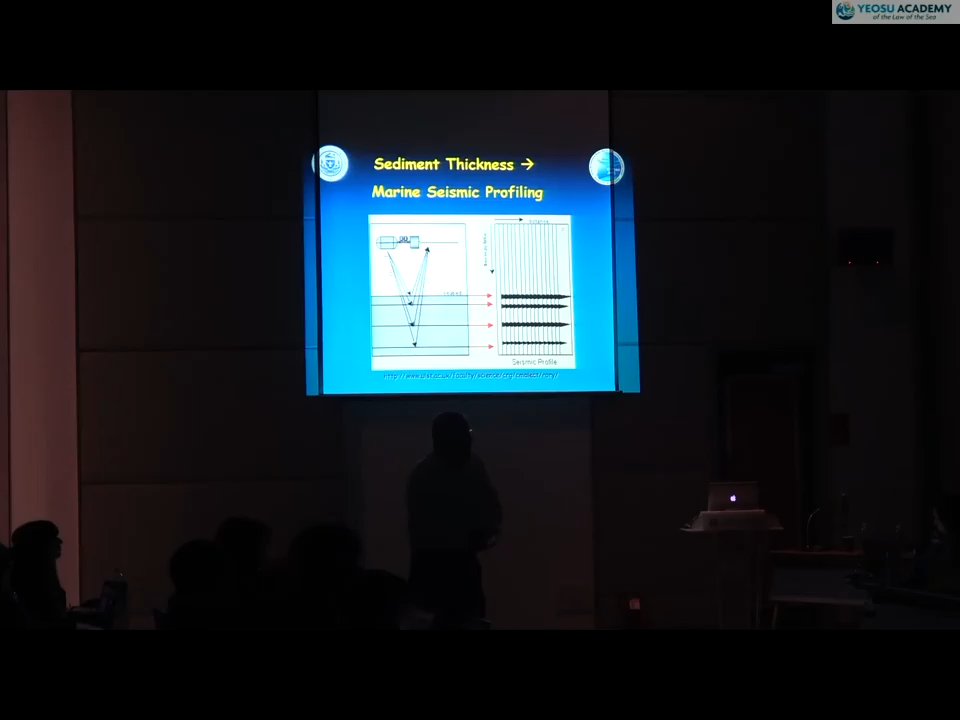 YEOSU ACADEMY
of the Law of the Sea
Sediment Thickness →
Marine Seismic Profiling
Seismic Profile